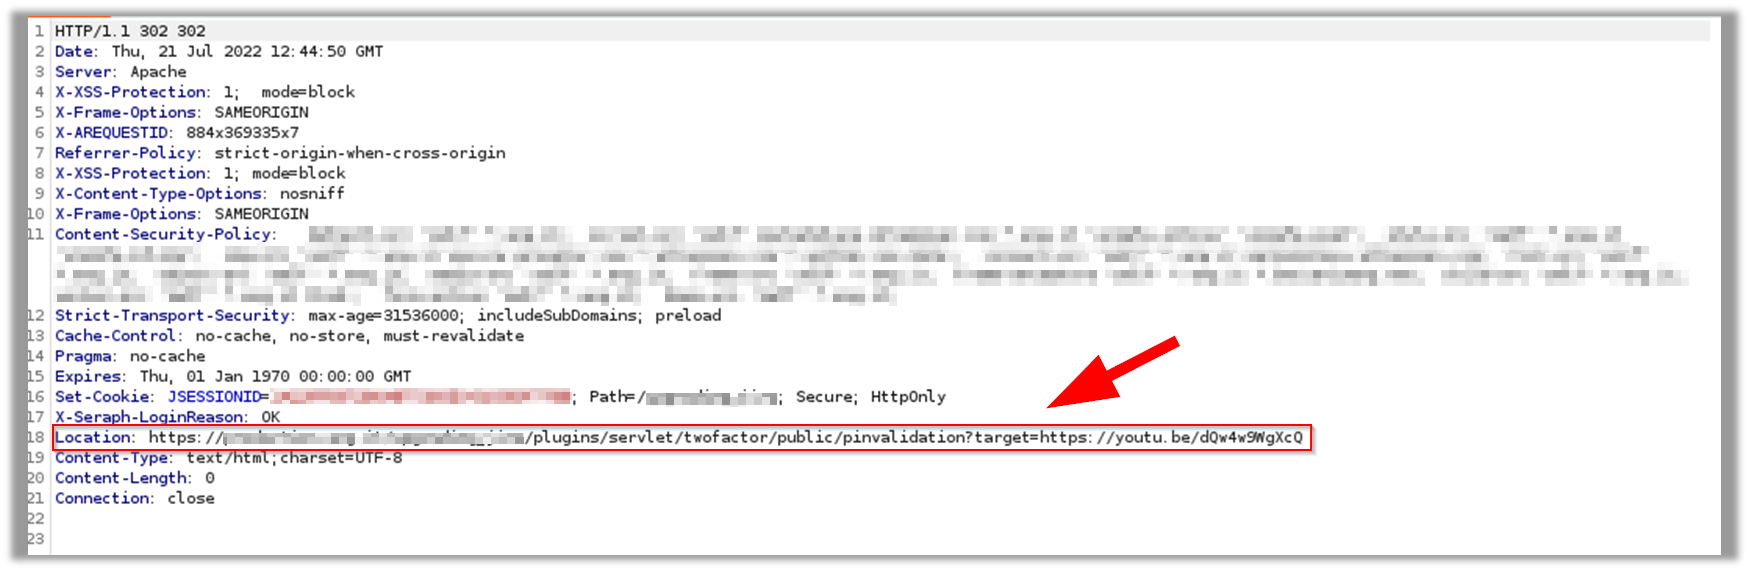 1 HTTP/1.1 302 302
2 Date: Thu, 21 Jul 2022 12:44:50 GMT
3 Server: Apache
4 X-XSS-Protection: 1;  mode=block
5 X-Frame-Options: SAMEORIGIN
6 X-AREQUESTID: 884x369335x7
7 Referrer-Policy: strict-origin-when-cross-origin
8 X-XSS-Protection: 1; mode=block
9 X-Content-Type-Options: nosniff
10 X-Frame-Options: SAMEORIGIN
11 Content-Security-Policy:
12 Strict-Transport-Security: max-age=31536000; includeSubDomains; preload
13 Cache-Control: no-cache, no-store, must-revalidate
14 Pragma: no-cache
15 Expires: Thu, 01 Jan 1970 00:00:00 GMT
16 Set-Cookie: JSESSIONID= ; Path=/ ; Secure; HttpOnly
17 X-Seraph-LoginReason: OK
18 Location: https:// /plugins/servlet/twofactor/public/pinvalidation?target=https://youtu.be/dQw4w9WgXcQ
19 Content-Type: text/html;charset=UTF-8
20 Content-Length: 0
21 Connection: close
22
23